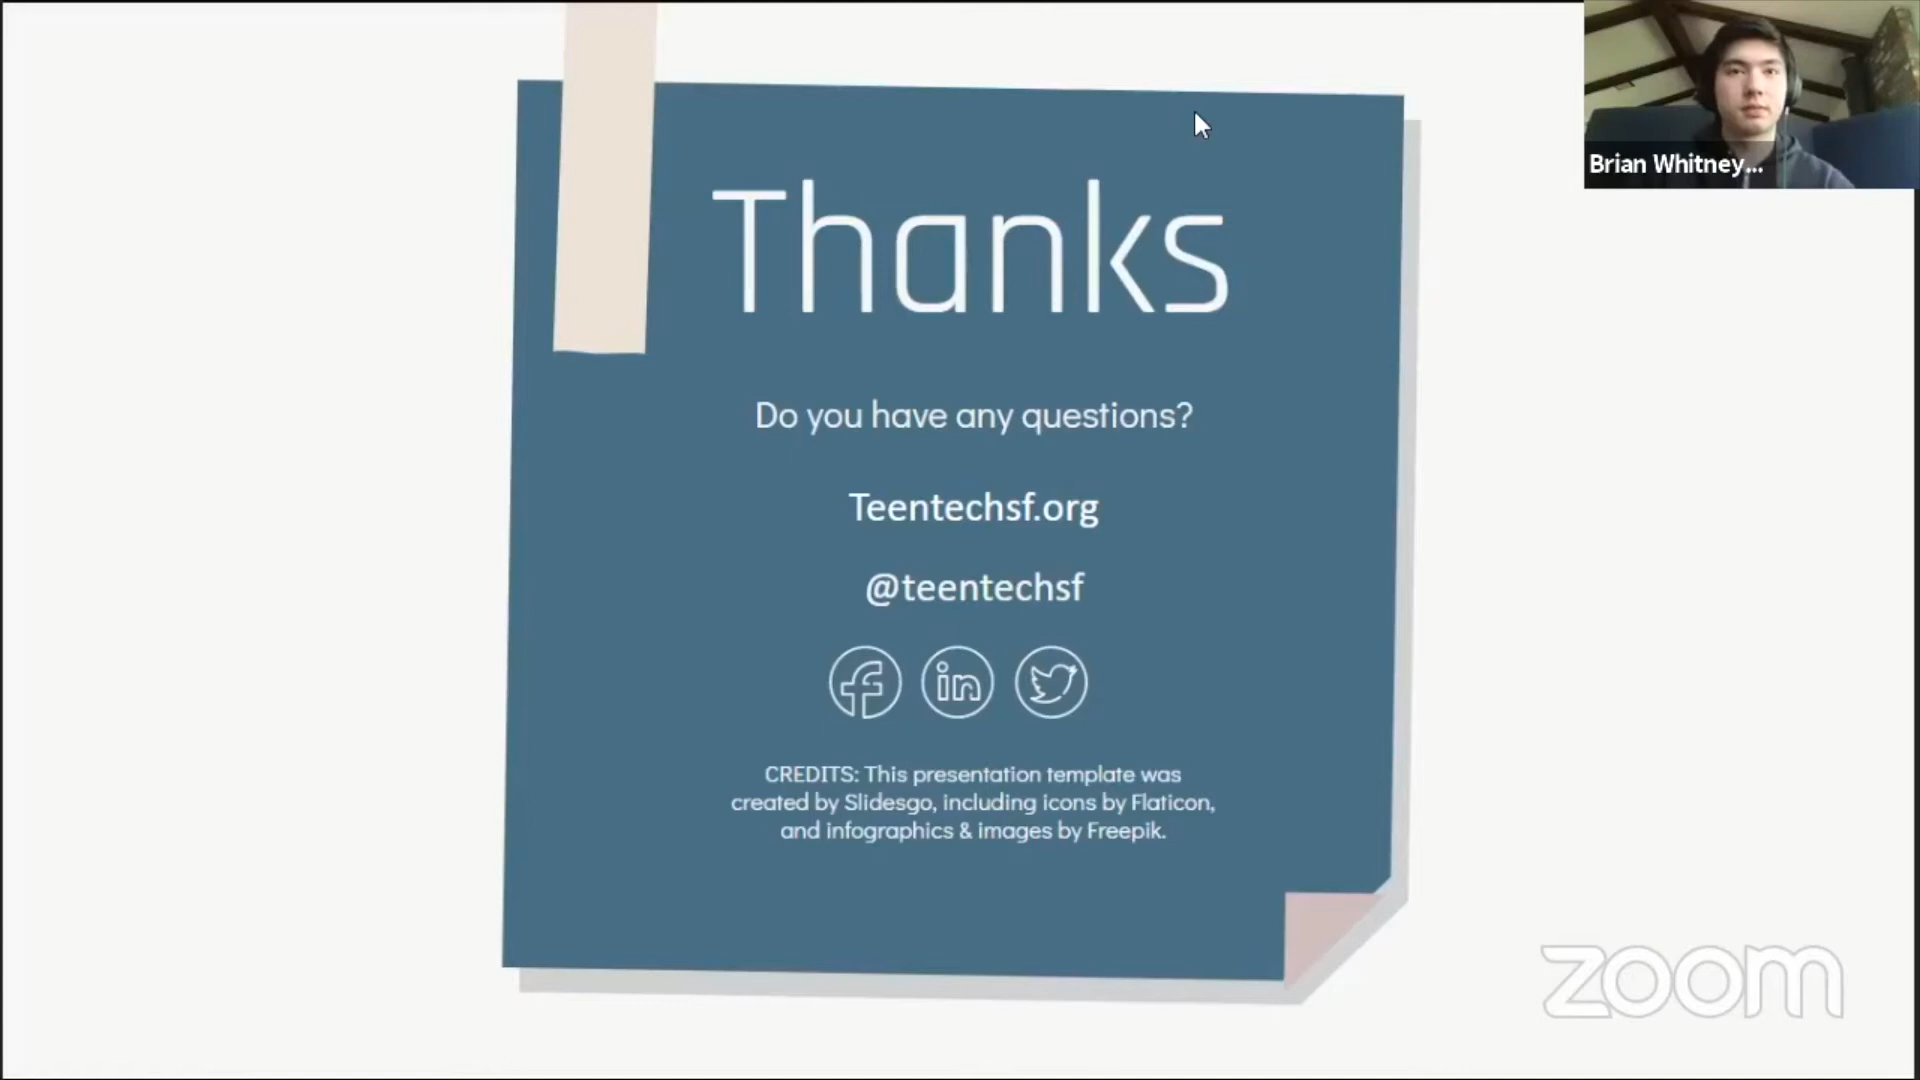 Brian Whitney...
Thanks
Do you have any questions?
Teentechsf.org
@teentechsf
in
CREDITS: This presentation template was
created by Slidesgo, including icons by Flaticon,
and infographics & images by Freepik.
zoom